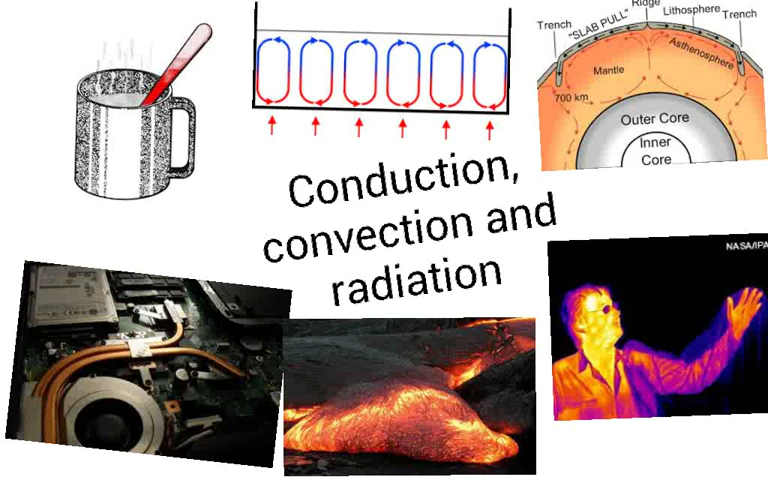 Ridge
Trench
"SLAB PULL"
Lithosphere
Trench
Asthenosphere
Mantle
700 km
Outer Core
Inner
Core
Conduction,
convection and
radiation
NASA/IPA